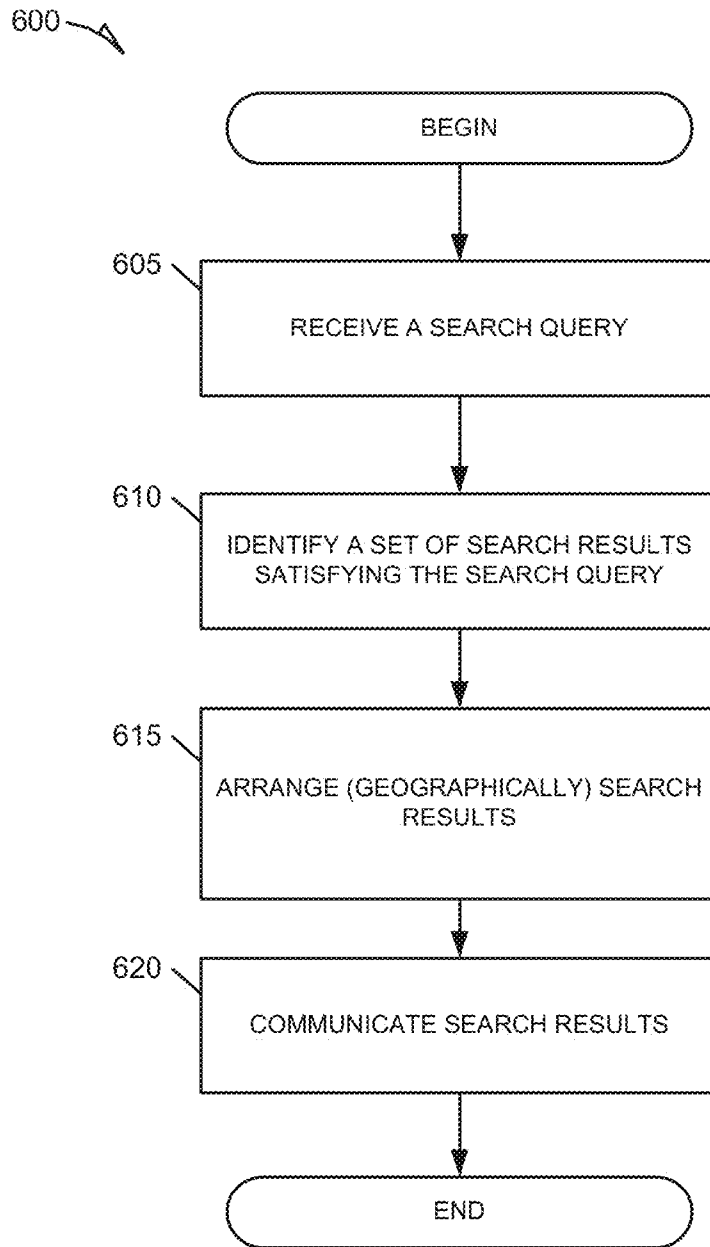 600
BEGIN
605
RECEIVE A SEARCH QUERY
610
IDENTIFY A SET OF SEARCH RESULTS
SATISFYING THE SEARCH QUERY
615
ARRANGE (GEOGRAPHICALLY) SEARCH
RESULTS
620
COMMUNICATE SEARCH RESULTS
END